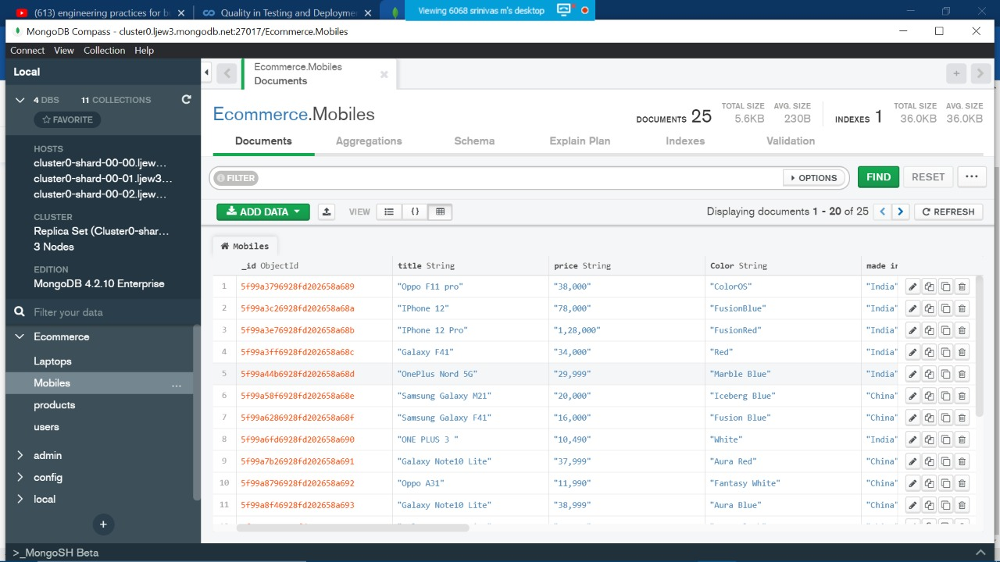 (613) engineering practices for b
Quality in Testing and Deployme
Viewing 6068 srinivas m's desktop
MongoDB Compass - cluster0.ljew3.mongodb.net:27017/Ecommerce.Mobiles
Connect View Collection Help
Local
4 DBS 11 COLLECTIONS
FAVORITE
HOSTS
cluster0-shard-00-00.ljew...
cluster0-shard-00-01.ljew3...
cluster0-shard-00-02.ljew...
CLUSTER
Replica Set (Cluster0-shar...
3 Nodes
EDITION
MongoDB 4.2.10 Enterprise
Filter your data
Ecommerce
Laptops
Mobiles ...
products
users
admin
config
local
+
>_MongoSH Beta
Ecommerce.Mobiles
Documents
Ecommerce.Mobiles
DOCUMENTS 25 TOTAL SIZE 5.6KB AVG. SIZE 230B INDEXES 1 TOTAL SIZE 36.0KB AVG. SIZE 36.0KB
Documents Aggregations Schema Explain Plan Indexes Validation
FILTER OPTIONS FIND RESET ...
ADD DATA VIEW {} Displaying documents 1 - 20 of 25 < > REFRESH
Mobiles
_id ObjectId title String price String Color String made in
1 5f99a3796928fd202658a689 "Oppo F11 pro" "38,000" "ColorOS" "India"
2 5f99a3c26928fd202658a68a "IPhone 12" "78,000" "FusionBlue" "India"
3 5f99a3e76928fd202658a68b "IPhone 12 Pro" "1,28,000" "FusionRed" "India"
4 5f99a3ff6928fd202658a68c "Galaxy F41" "34,000" "Red" "India"
5 5f99a44b6928fd202658a68d "OnePlus Nord 5G" "29,999" "Marble Blue" "India"
6 5f99a58f6928fd202658a68e "Samsung Galaxy M21" "20,000" "Iceberg Blue" "China"
7 5f99a6286928fd202658a68f "Samsung Galaxy F41" "16,000" "Fusion Blue" "China"
8 5f99a6fd6928fd202658a690 "ONE PLUS 3 " "10,490" "White" "India"
9 5f99a7b26928fd202658a691 "Galaxy Note10 Lite" "37,999" "Aura Red" "China"
10 5f99a8796928fd202658a692 "Oppo A31" "11,990" "Fantasy White" "China"
11 5f99a8f46928fd202658a693 "Galaxy Note10 Lite" "38,999" "Aura Blue" "China"